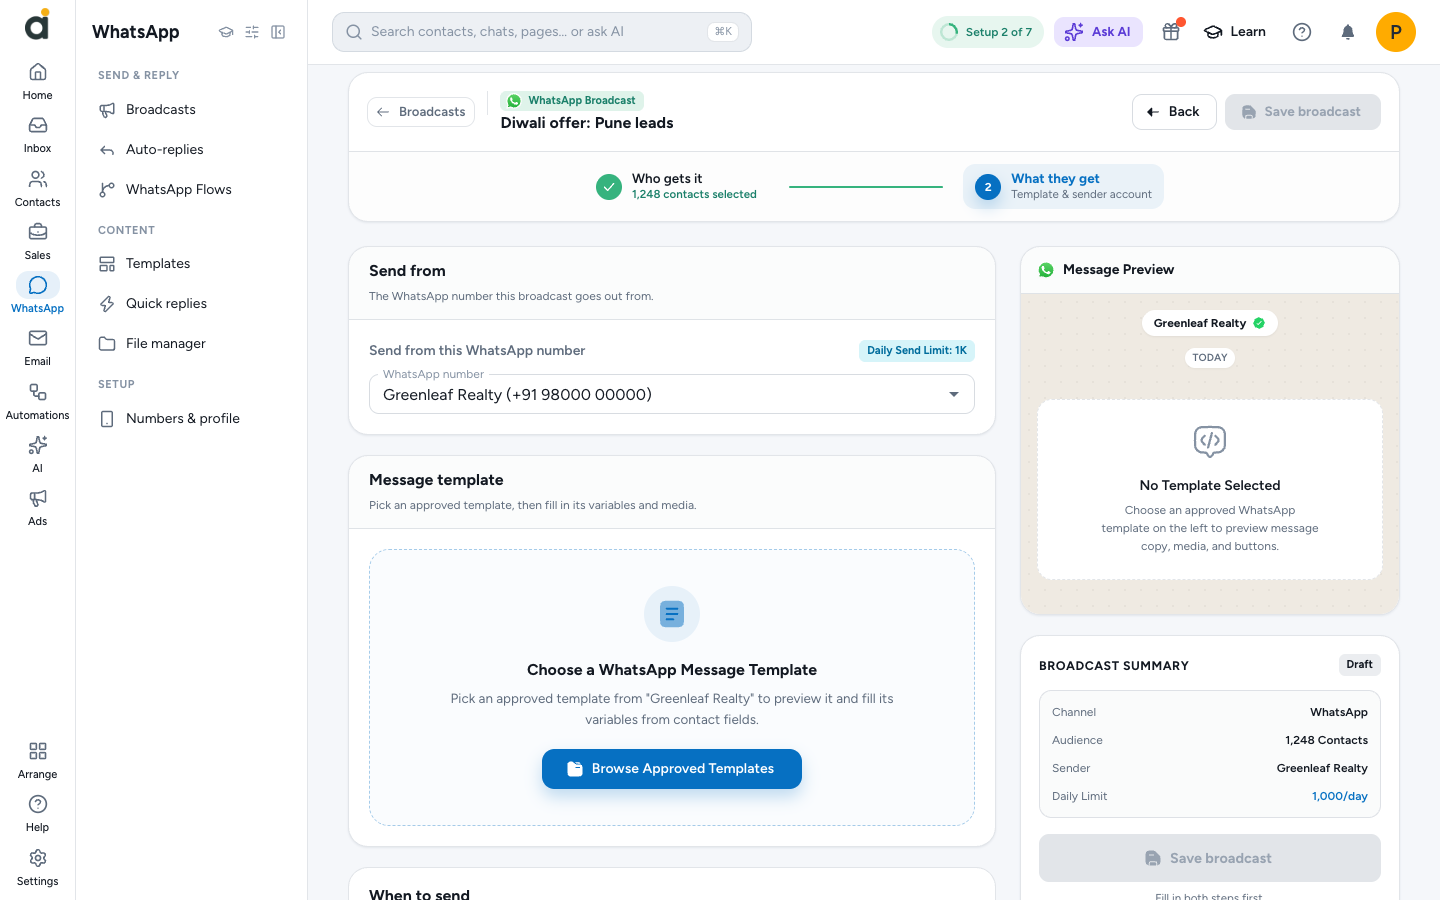 WhatsApp
Search contacts, chats, pages... or ask AI
⌘K
Setup 2 of 7
Ask AI
Learn
P
Home
Inbox
Contacts
Sales
WhatsApp
Email
Automations
AI
Ads
Arrange
Help
Settings
SEND & REPLY
Broadcasts
Auto-replies
WhatsApp Flows
CONTENT
Templates
Quick replies
File manager
SETUP
Numbers & profile
Broadcasts
WhatsApp Broadcast
Diwali offer: Pune leads
Back
Save broadcast
Who gets it
1,248 contacts selected
2
What they get
Template & sender account
Send from
The WhatsApp number this broadcast goes out from.
Send from this WhatsApp number
Daily Send Limit: 1K
WhatsApp number
Greenleaf Realty (+91 98000 00000)
Message template
Pick an approved template, then fill in its variables and media.
Choose a WhatsApp Message Template
Pick an approved template from "Greenleaf Realty" to preview it and fill its
variables from contact fields.
Browse Approved Templates
When to send
Message Preview
Greenleaf Realty
TODAY
No Template Selected
Choose an approved WhatsApp
template on the left to preview message
copy, media, and buttons.
BROADCAST SUMMARY
Draft
Channel
WhatsApp
Audience
1,248 Contacts
Sender
Greenleaf Realty
Daily Limit
1,000/day
Save broadcast
Fill in both steps first